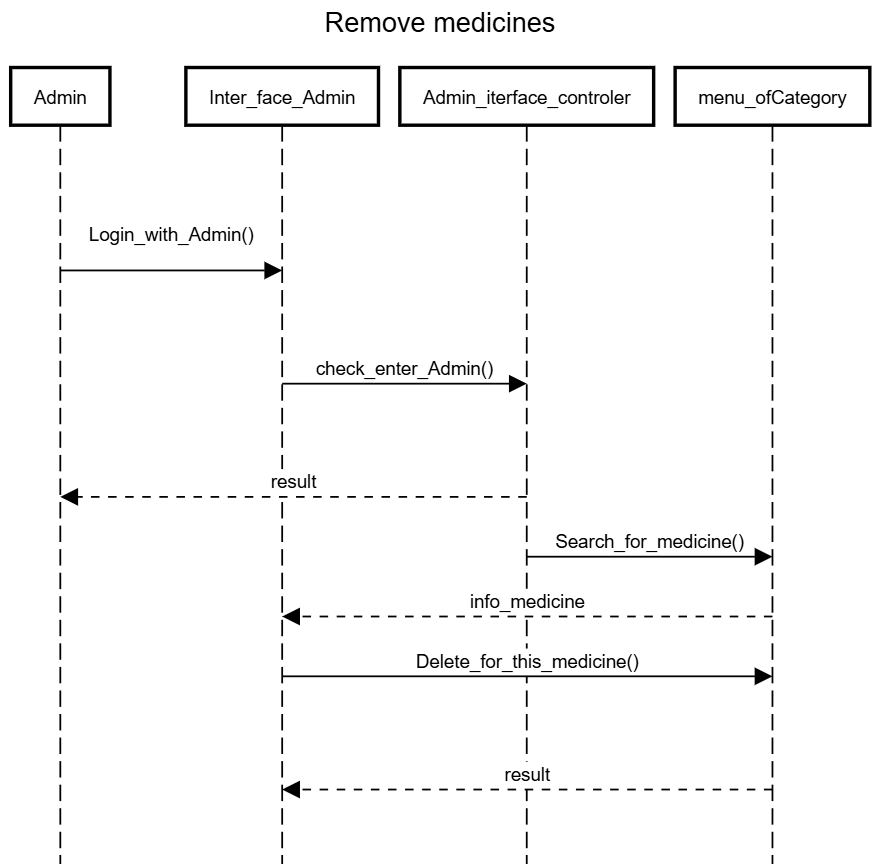 Remove medicines
Admin
Inter_face_Admin
Admin_iterface_controler
menu_ofCategory
Login_with_Admin()
check_enter_Admin()
result
Search_for_medicine()
info_medicine
Delete_for_this_medicine()
result